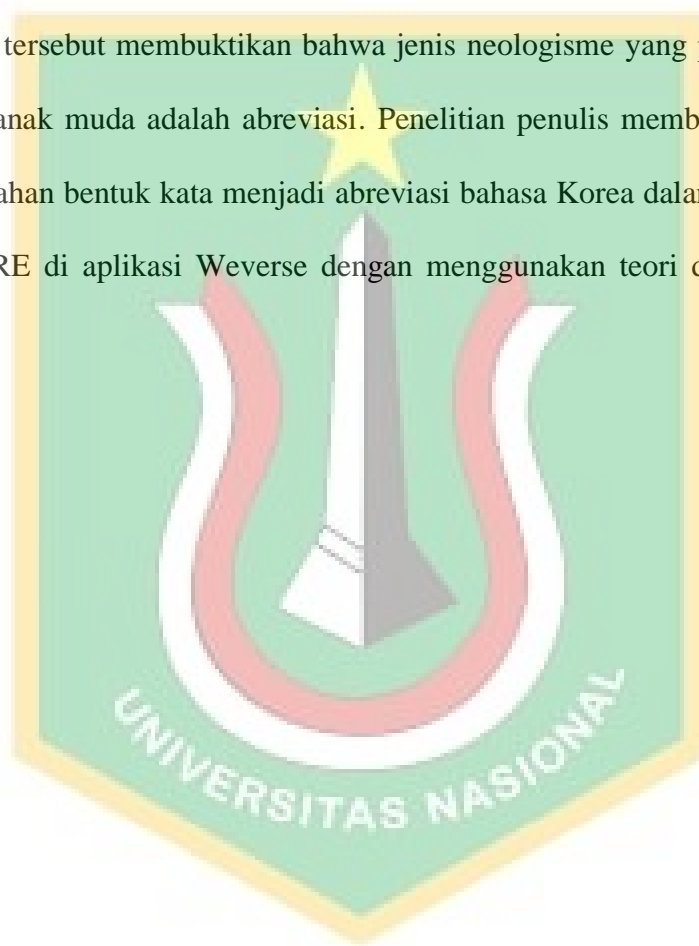 tersebut membuktikan bahwa jenis neologisme yang
anak muda adalah abreviasi. Penelitian penulis memb
ahan bentuk kata menjadi abreviasi bahasa Korea dalam
RE di aplikasi Weverse dengan menggunakan teori
UNIVERSITAS NASIONAL